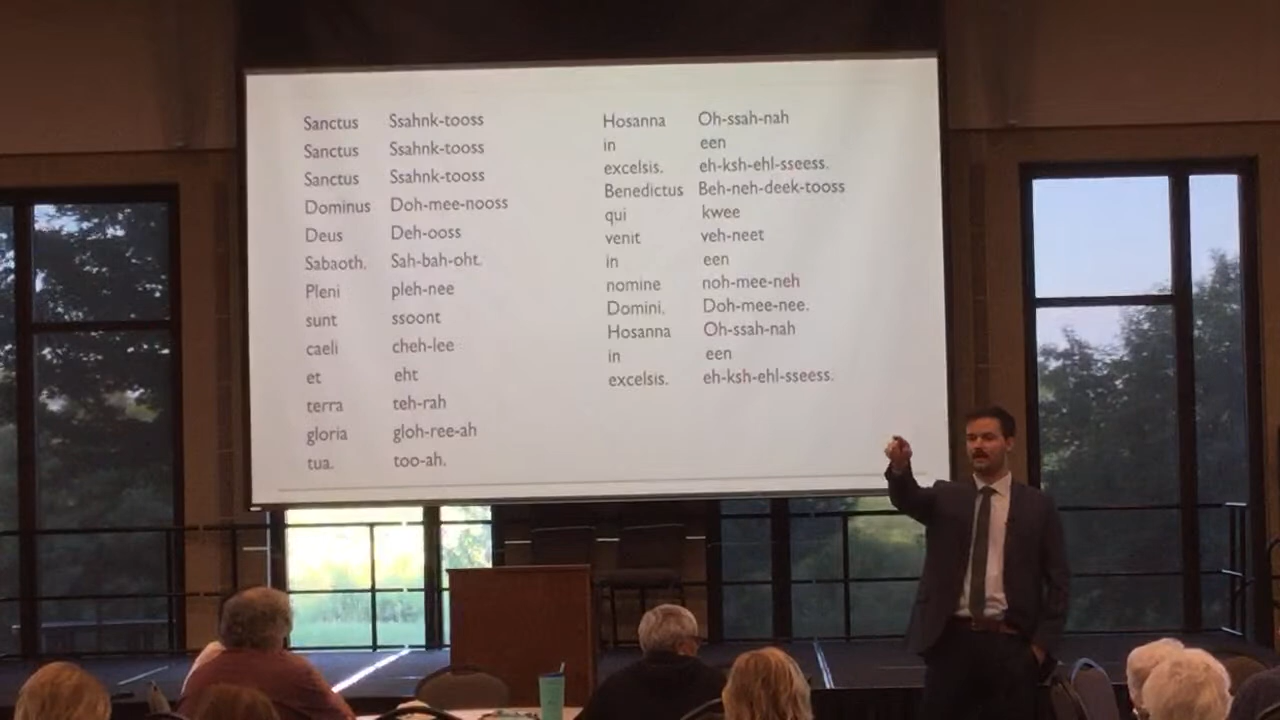 Sanctus Ssahnk-tooss
Sanctus Ssahnk-tooss
Sanctus Ssahnk-tooss
Dominus Doh-mee-nooss
Deus Deh-ooss
Sabaoth. Sah-bah-oht.
Pleni pleh-nee
sunt ssoont
caeli cheh-lee
et eht
terra teh-rah
gloria gloh-ree-ah
tua. too-ah.
Hosanna Oh-ssah-nah
in een
excelsis. eh-ksh-ehl-sseess.
Benedictus Beh-neh-deek-tooss
qui kwee
venit veh-neet
in een
nomine noh-mee-neh
Domini. Doh-mee-nee.
Hosanna Oh-ssah-nah
in een
excelsis. eh-ksh-ehl-sseess.